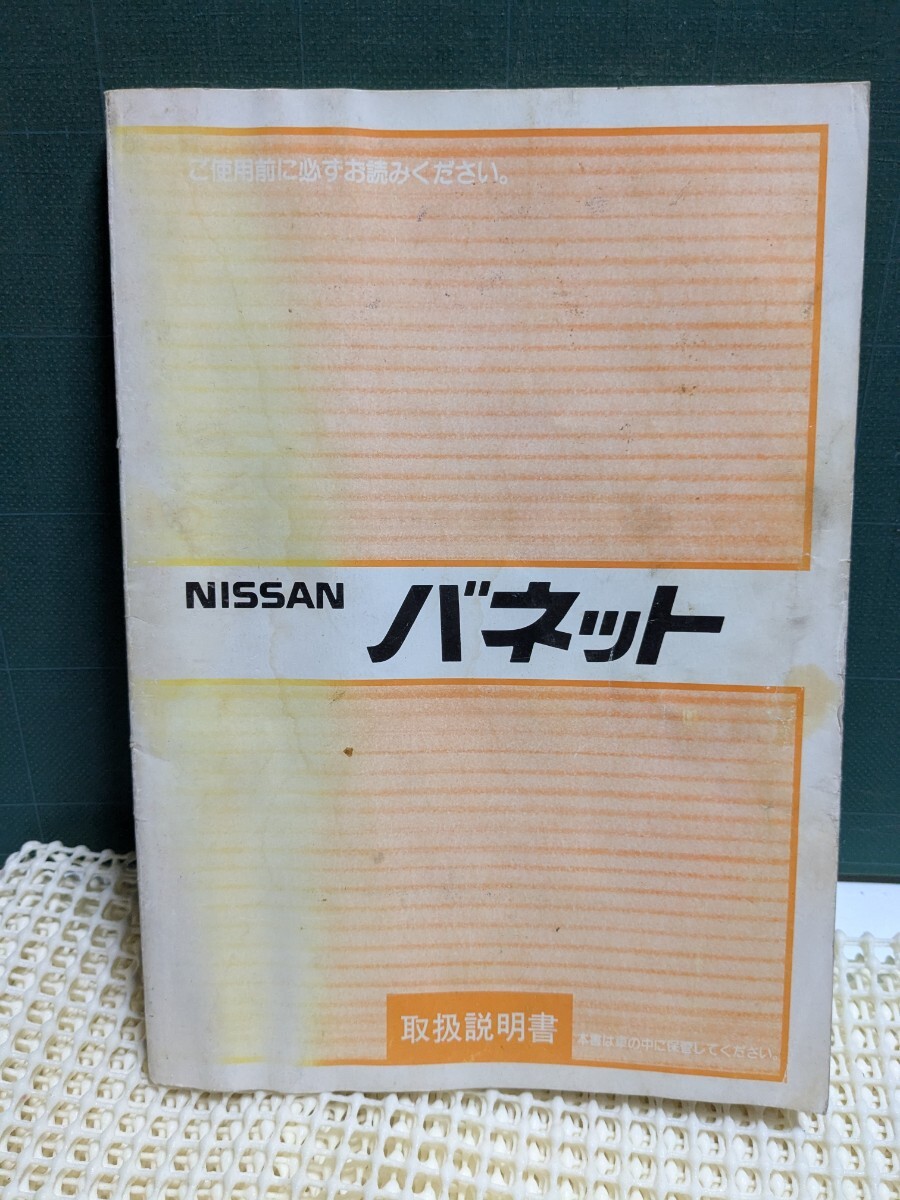 ご使用前に必ずお読みください。
NISSAN バネット
取扱説明書
本書は車の中に保管してください。